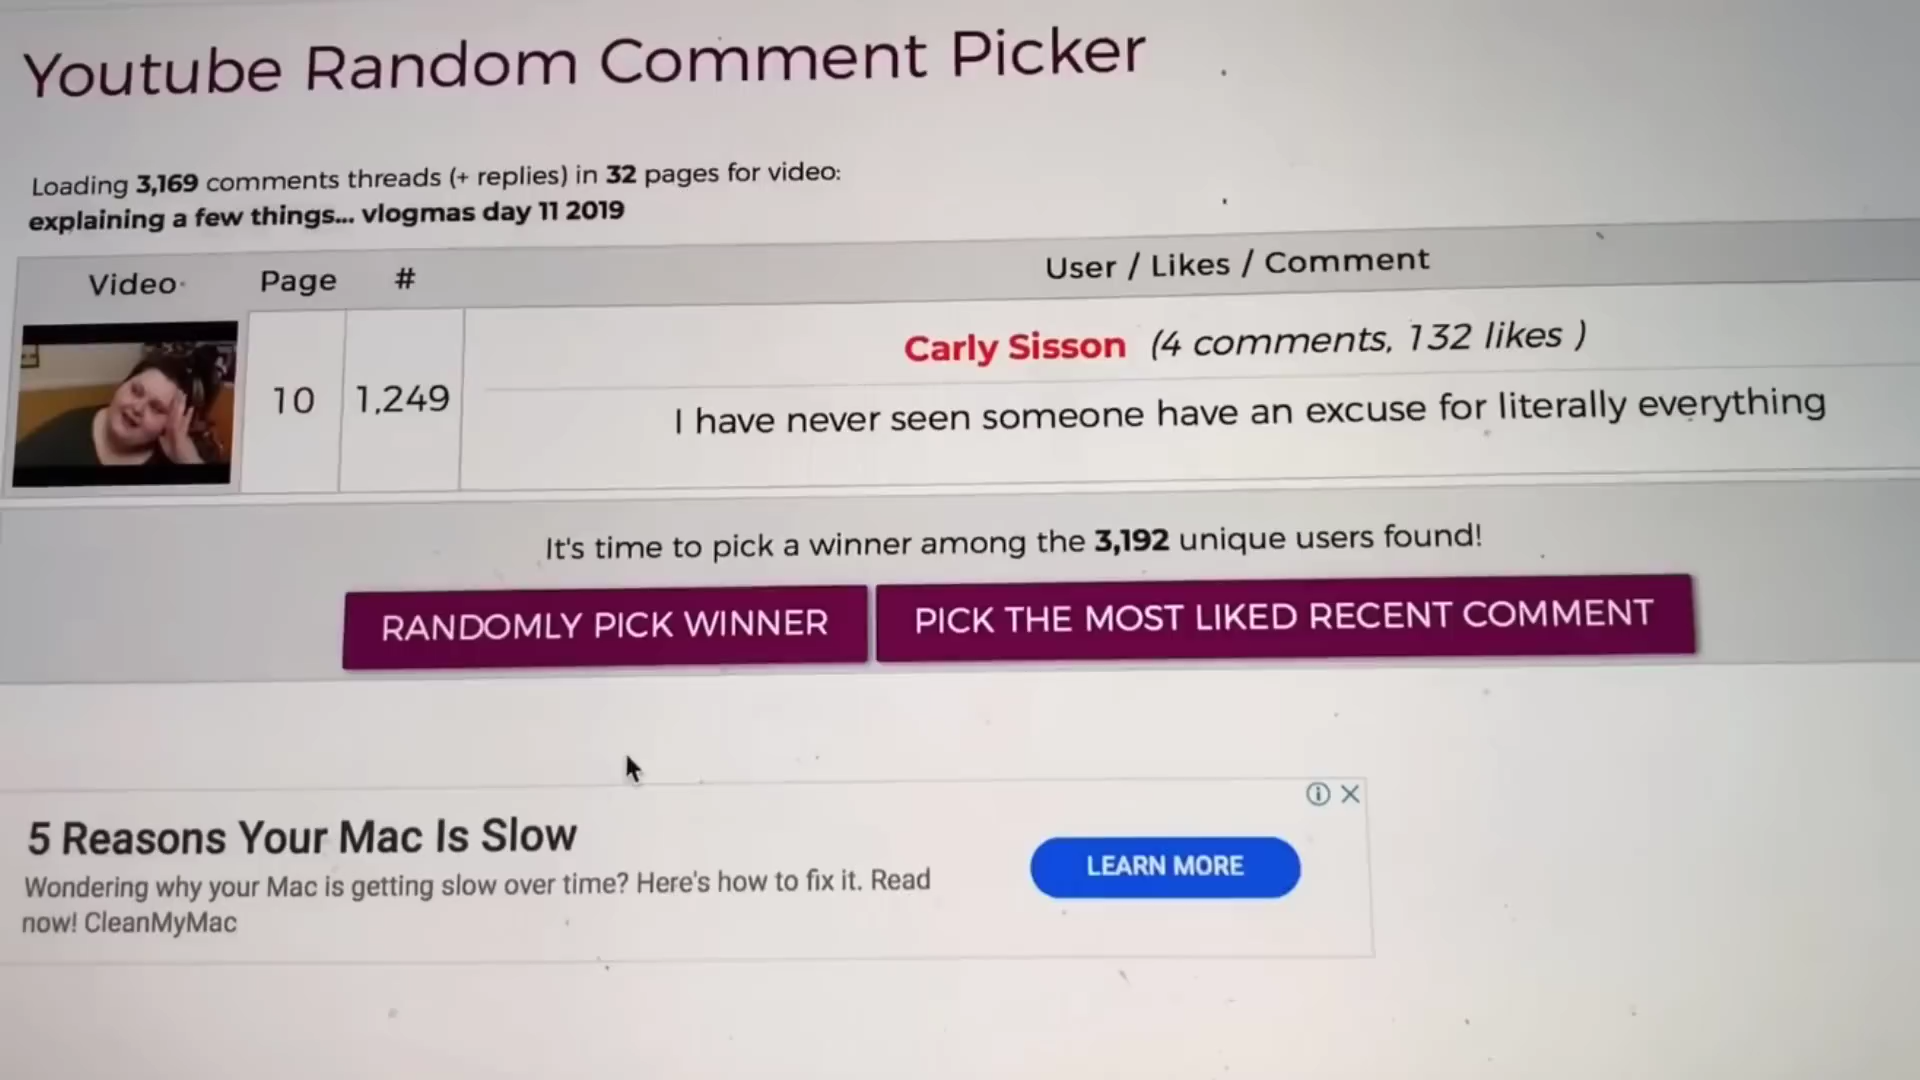 Youtube Random Comment Picker
Loading 3,169 comments threads (+ replies) in 32 pages for video:
explaining a few things... vlogmas day 11 2019
Video Page # User / Likes / Comment
Carly Sisson (4 comments, 132 likes )
10 1,249 I have never seen someone have an excuse for literally everything
It's time to pick a winner among the 3,192 unique users found!
RANDOMLY PICK WINNER PICK THE MOST LIKED RECENT COMMENT
5 Reasons Your Mac Is Slow
Wondering why your Mac is getting slow over time? Here's how to fix it. Read
now! CleanMyMac
LEARN MORE